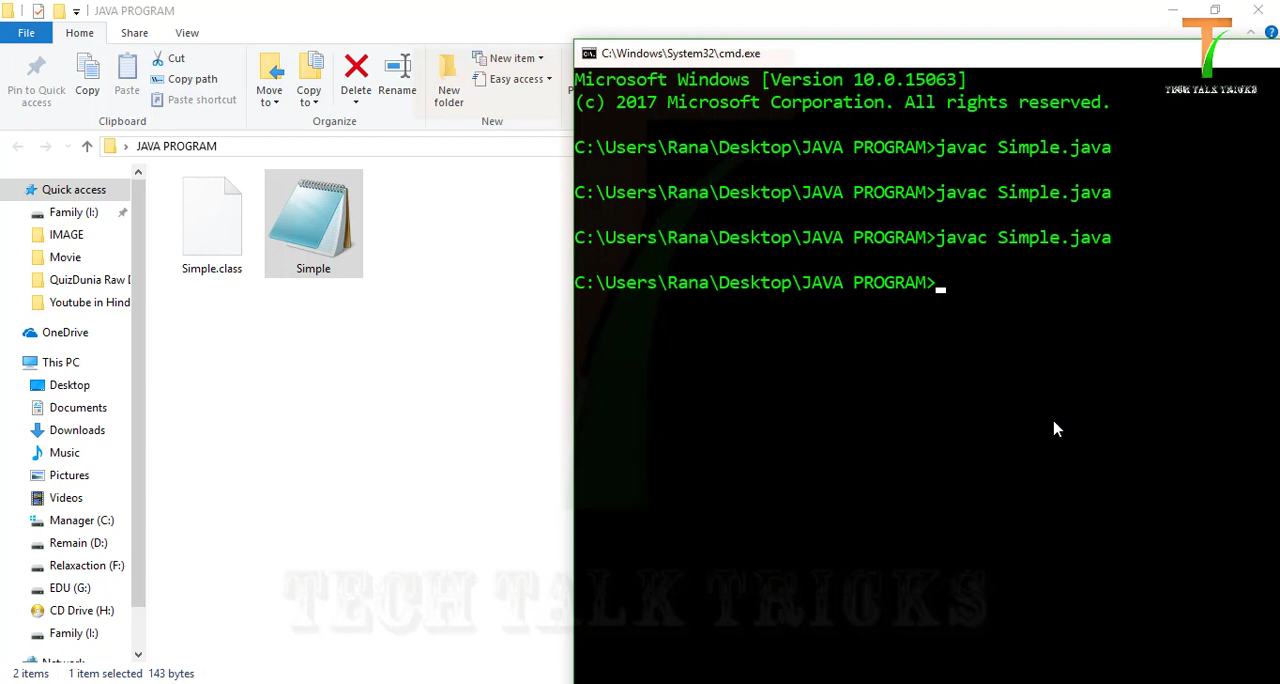 JAVA PROGRAM
File Home Share View
Pin to Quick access
Copy
Paste
Cut
Copy path
Paste shortcut
Clipboard
Move to
Copy to
Delete
Rename
Organize
New folder
New item
Easy access
New
JAVA PROGRAM
Quick access
Family (I:)
IMAGE
Movie
QuizDunia Raw
Youtube in Hind
OneDrive
This PC
Desktop
Documents
Downloads
Music
Pictures
Videos
Manager (C:)
Remain (D:)
Relaxaction (F:)
EDU (G:)
CD Drive (H:)
Family (I:)
2 items 1 item selected 143 bytes
Simple.class
Simple
C:\Windows\System32\cmd.exe
Microsoft Windows [Version 10.0.15063]
(c) 2017 Microsoft Corporation. All rights reserved.
C:\Users\Rana\Desktop\JAVA PROGRAM>javac Simple.java
C:\Users\Rana\Desktop\JAVA PROGRAM>javac Simple.java
C:\Users\Rana\Desktop\JAVA PROGRAM>javac Simple.java
C:\Users\Rana\Desktop\JAVA PROGRAM>
TECH TALK TRICKS
TECH TALK TRICKS